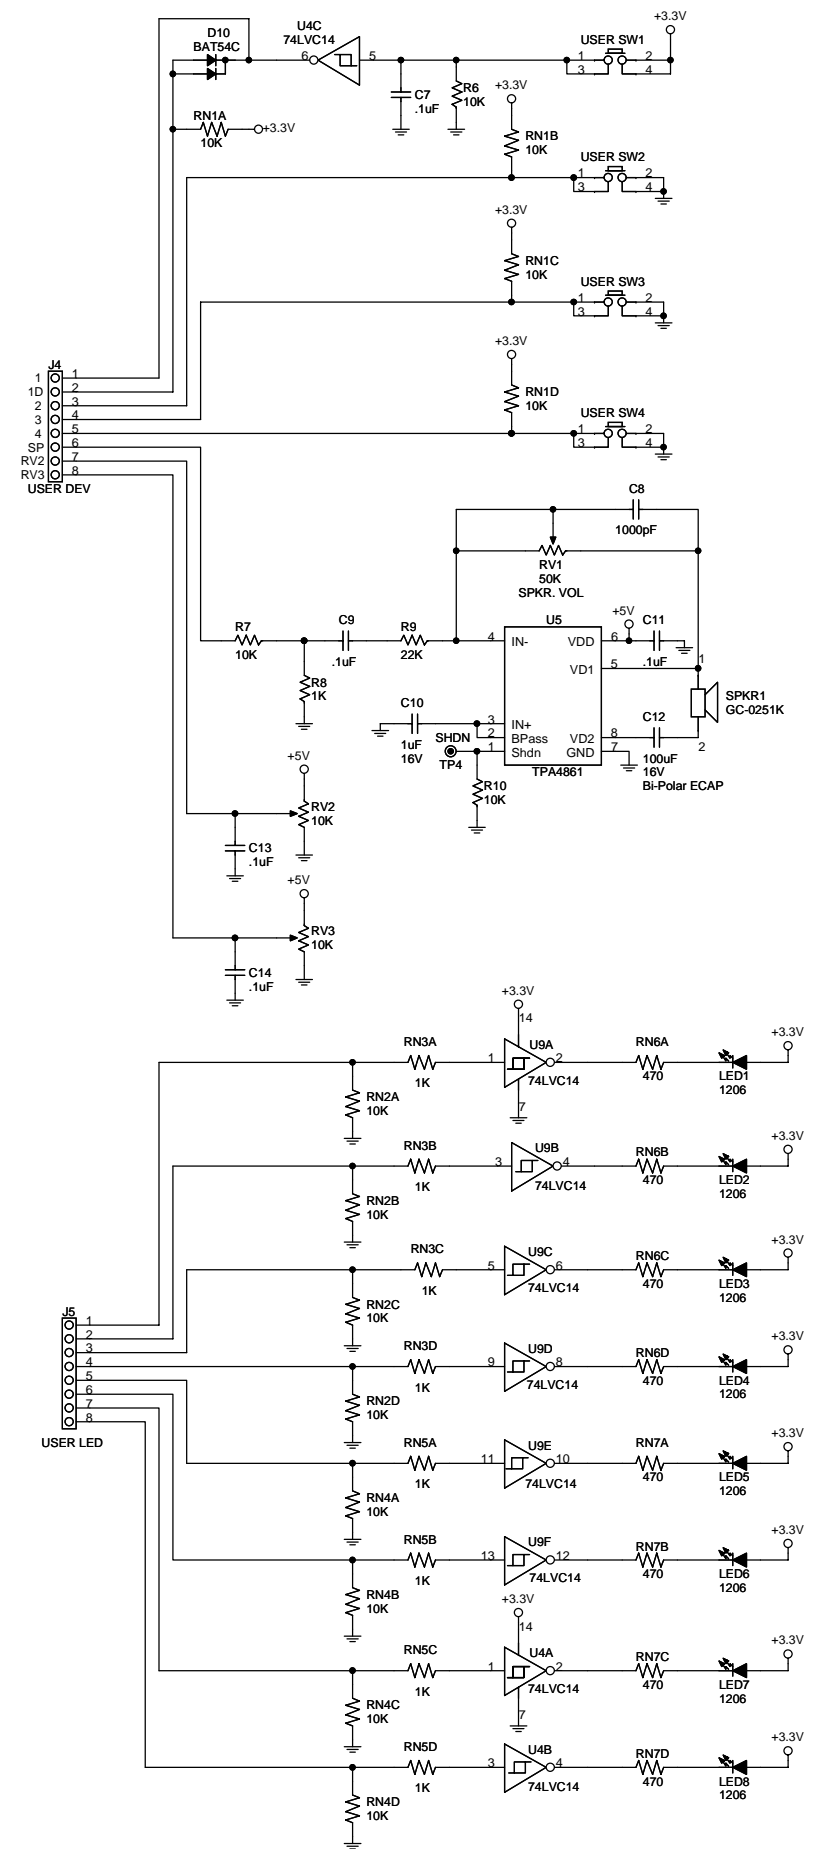 +3.3V
D10
BAT54C
U4C
74LVC14
6
5
USER SW1
1
2
3
4
C7
.1uF
R6
10K
+3.3V
RN1A
10K
+3.3V
RN1B
10K
USER SW2
1
2
3
4
+3.3V
RN1C
10K
USER SW3
1
2
3
4
+3.3V
RN1D
10K
USER SW4
1
2
3
4
J4
1 1
1D 2
2 3
3 4
4 5
SP 6
RV2 7
RV3 8
USER DEV
C8
1000pF
RV1
50K
SPKR. VOL
R7
10K
C9
.1uF
R9
22K
R8
1K
U5
4 IN-
VDD 6
VD1 5
3 IN+
2 BPass
1 Shdn
VD2 8
GND 7
TPA4861
+5V
C11
.1uF
1
SPKR1
GC-0251K
2
C12
100uF
16V
Bi-Polar ECAP
C10
1uF
16V
SHDN
TP4
R10
10K
+5V
RV2
10K
C13
.1uF
+5V
RV3
10K
C14
.1uF
+3.3V
14
RN3A
1K
1
U9A
2
74LVC14
7
RN6A
470
LED1
1206
+3.3V
RN2A
10K
RN3B
1K
3
U9B
4
74LVC14
RN6B
470
LED2
1206
+3.3V
RN2B
10K
RN3C
1K
5
U9C
6
74LVC14
RN6C
470
LED3
1206
+3.3V
RN2C
10K
J5
1
2
3
4
5
6
7
8
USER LED
RN3D
1K
9
U9D
8
74LVC14
RN6D
470
LED4
1206
+3.3V
RN2D
10K
RN5A
1K
11
U9E
10
74LVC14
RN7A
470
LED5
1206
+3.3V
RN4A
10K
RN5B
1K
13
U9F
12
74LVC14
RN7B
470
LED6
1206
+3.3V
RN4B
10K
+3.3V
14
RN5C
1K
1
U4A
2
74LVC14
7
RN7C
470
LED7
1206
+3.3V
RN4C
10K
RN5D
1K
3
U4B
4
74LVC14
RN7D
470
LED8
1206
+3.3V
RN4D
10K